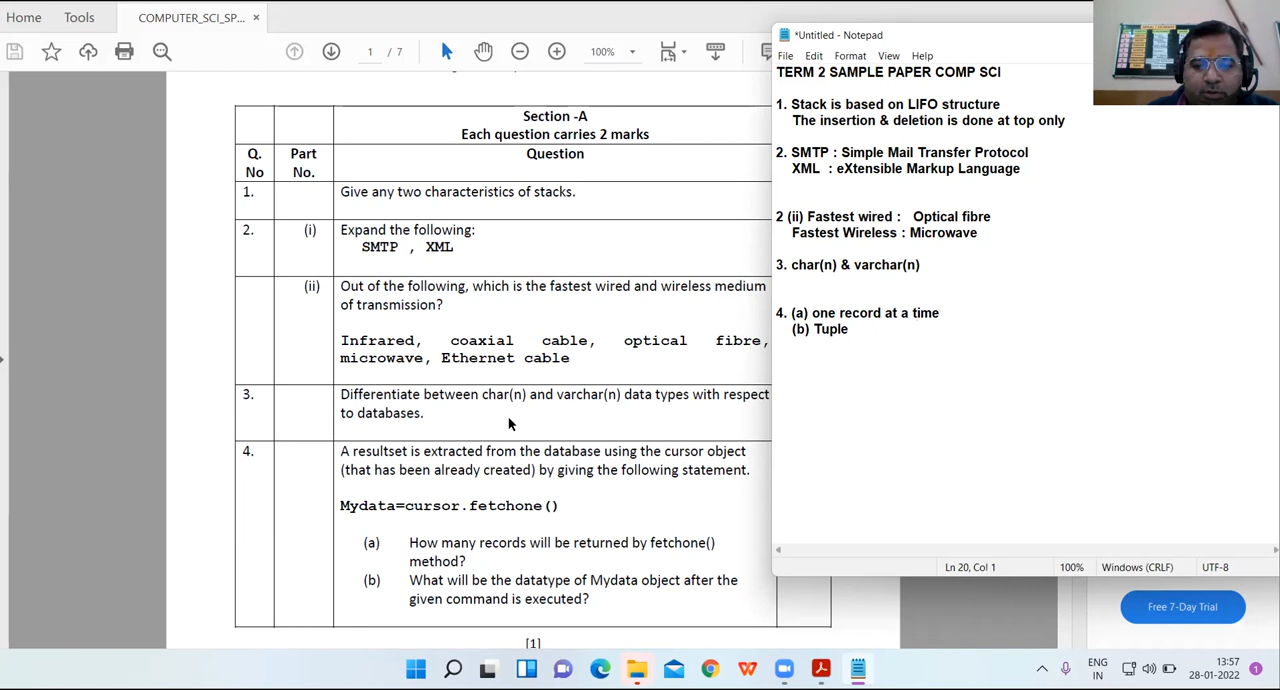 Home
Tools
COMPUTER_SCI_SP...
×
1 / 7
100%
Section -A
Each question carries 2 marks
Q. No
Part No.
Question
1.
Give any two characteristics of stacks.
2.
(i)
Expand the following:
SMTP , XML
(ii)
Out of the following, which is the fastest wired and wireless medium
of transmission?
Infrared, coaxial cable, optical fibre,
microwave, Ethernet cable
3.
Differentiate between char(n) and varchar(n) data types with respect
to databases.
4.
A resultset is extracted from the database using the cursor object
(that has been already created) by giving the following statement.
Mydata=cursor.fetchone()
(a)
How many records will be returned by fetchone()
method?
(b)
What will be the datatype of Mydata object after the
given command is executed?
[1]
*Untitled - Notepad
File Edit Format View Help
TERM 2 SAMPLE PAPER COMP SCI
1. Stack is based on LIFO structure
The insertion & deletion is done at top only
2. SMTP : Simple Mail Transfer Protocol
XML : eXtensible Markup Language
2 (ii) Fastest wired : Optical fibre
Fastest Wireless : Microwave
3. char(n) & varchar(n)
4. (a) one record at a time
(b) Tuple
Ln 20, Col 1
100%
Windows (CRLF)
UTF-8
Free 7-Day Trial
ENG
IN
13:57
28-01-2022
1